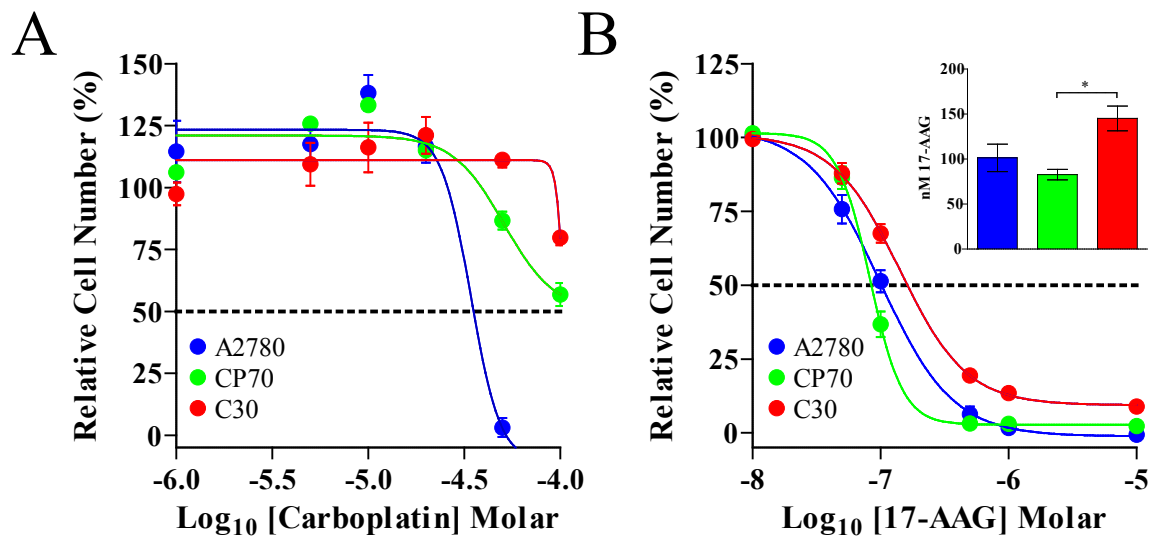 A
Relative Cell Number (%)
150
125
100
75
50
25
0
A2780
CP70
C30
-6.0 -5.5 -5.0 -4.5 -4.0
Log10 [Carboplatin] Molar
B
Relative Cell Number (%)
100
75
50
25
0
A2780
CP70
C30
-8 -7 -6 -5
Log10 [17-AAG] Molar
nM 17-AAG
200
150
100
50
0
*